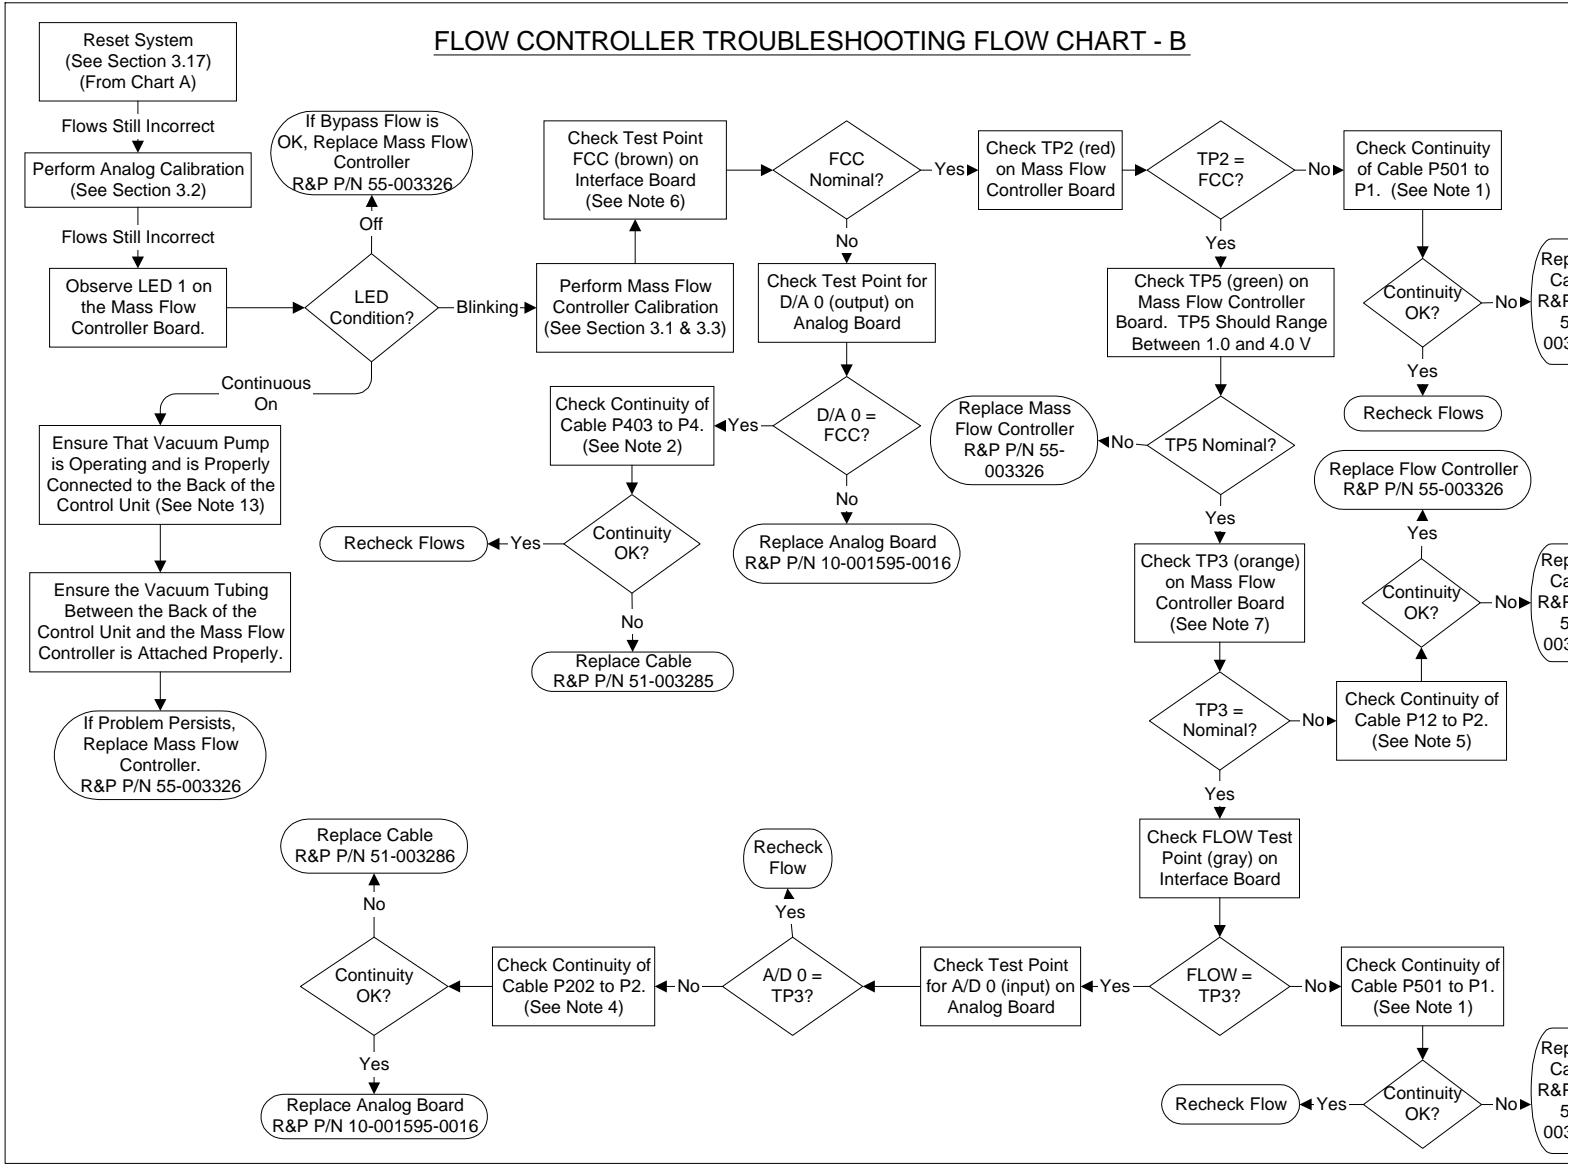 FLOW CONTROLLER TROUBLESHOOTING FLOW CHART - B
Reset System
(See Section 3.17)
(From Chart A)
Flows Still Incorrect
Perform Analog Calibration
(See Section 3.2)
Flows Still Incorrect
Observe LED 1 on
the Mass Flow
Controller Board.
LED
Condition?
Off
If Bypass Flow is
OK, Replace Mass Flow
Controller
R&P P/N 55-003326
Continuous
On
Ensure That Vacuum Pump
is Operating and is Properly
Connected to the Back of the
Control Unit (See Note 13)
Ensure the Vacuum Tubing
Between the Back of the
Control Unit and the Mass Flow
Controller is Attached Properly.
If Problem Persists,
Replace Mass Flow
Controller.
R&P P/N 55-003326
Blinking
Perform Mass Flow
Controller Calibration
(See Section 3.1 & 3.3)
Check Test Point
FCC (brown) on
Interface Board
(See Note 6)
FCC
Nominal?
No
Check Test Point for
D/A 0 (output) on
Analog Board
D/A 0 =
FCC?
Yes
Check Continuity of
Cable P403 to P4.
(See Note 2)
Continuity
OK?
Yes
Recheck Flows
No
Replace Cable
R&P P/N 51-003285
No
Replace Analog Board
R&P P/N 10-001595-0016
Yes
Check TP2 (red)
on Mass Flow
Controller Board
TP2 =
FCC?
No
Check Continuity
of Cable P501 to
P1. (See Note 1)
Continuity
OK?
No
R&P
Yes
Recheck Flows
Yes
Check TP5 (green) on
Mass Flow Controller
Board. TP5 Should Range
Between 1.0 and 4.0 V
TP5 Nominal?
No
Replace Mass
Flow Controller
R&P P/N 55-
003326
Yes
Check TP3 (orange)
on Mass Flow
Controller Board
(See Note 7)
TP3 =
Nominal?
No
Check Continuity of
Cable P12 to P2.
(See Note 5)
Continuity
OK?
Yes
Replace Flow Controller
R&P P/N 55-003326
No
R&P
Yes
Check FLOW Test
Point (gray) on
Interface Board
FLOW =
TP3?
No
Check Continuity of
Cable P501 to P1.
(See Note 1)
Continuity
OK?
No
R&P
Yes
Recheck Flow
Yes
Check Test Point
for A/D 0 (input) on
Analog Board
A/D 0 =
TP3?
Yes
Recheck
Flow
No
Check Continuity of
Cable P202 to P2.
(See Note 4)
Continuity
OK?
No
Replace Cable
R&P P/N 51-003286
Yes
Replace Analog Board
R&P P/N 10-001595-0016